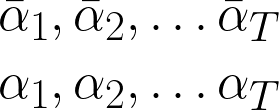 ᾱ₁, ᾱ₂, … ᾱ_T
α₁, α₂, … α_T